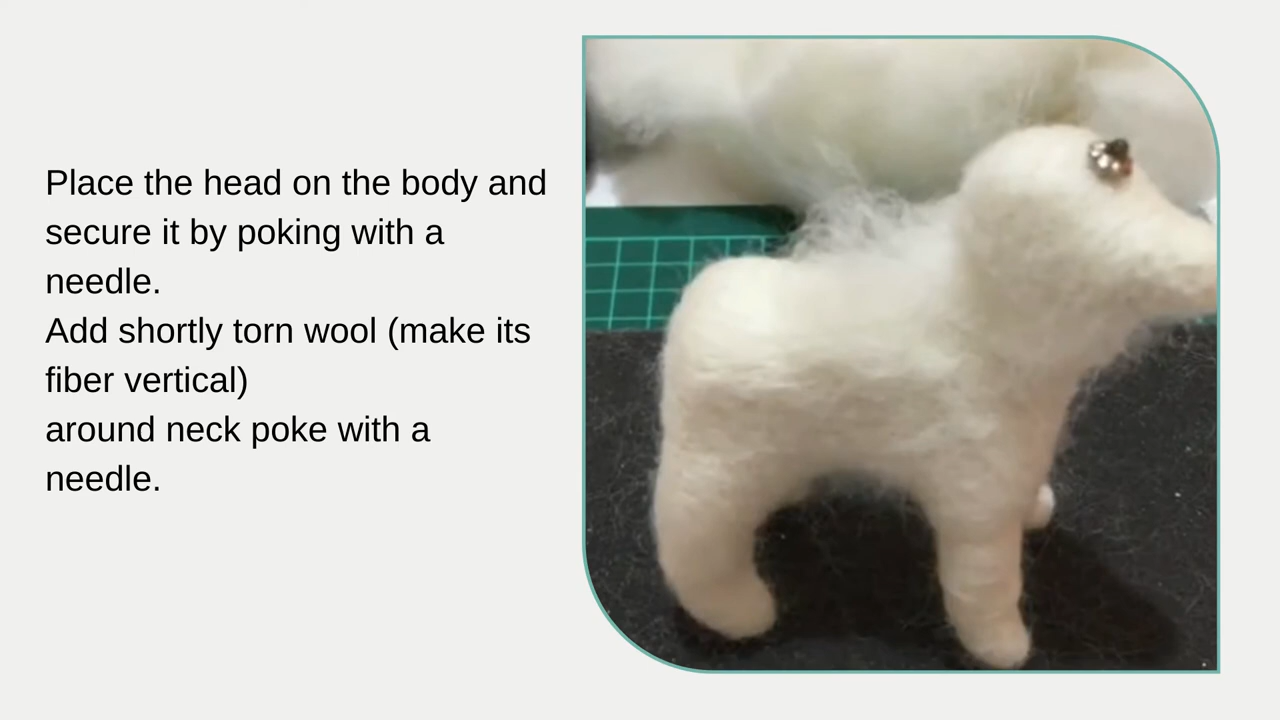 Place the head on the body and
secure it by poking with a
needle.
Add shortly torn wool (make its
fiber vertical)
around neck poke with a
needle.